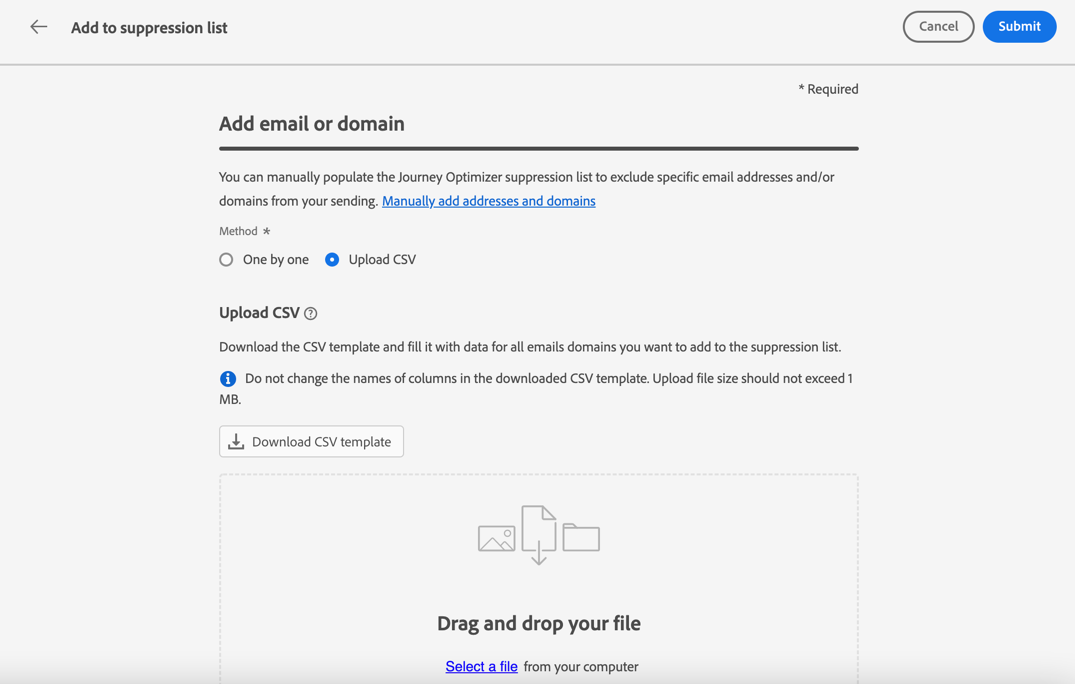 Add to suppression list
Cancel
Submit
* Required
Add email or domain
You can manually populate the Journey Optimizer suppression list to exclude specific email addresses and/or
domains from your sending. Manually add addresses and domains
Method *
One by one
Upload CSV
Upload CSV
Download the CSV template and fill it with data for all emails domains you want to add to the suppression list.
Do not change the names of columns in the downloaded CSV template. Upload file size should not exceed 1
MB.
Download CSV template
Drag and drop your file
Select a file from your computer